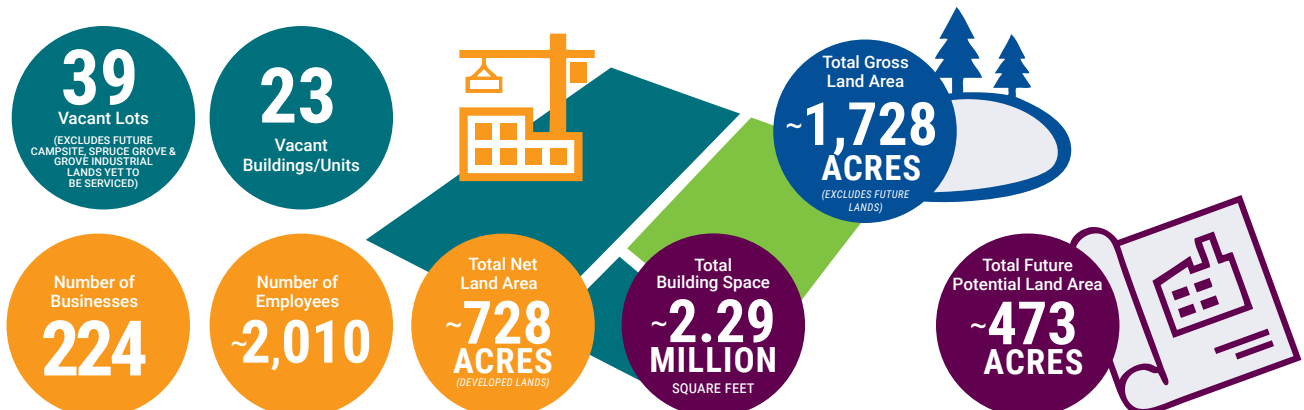 39
Vacant Lots
(EXCLUDES FUTURE
CAMPSITE, SPRUCE GROVE &
GROVE INDUSTRIAL
LANDS YET TO
BE SERVICED)
23
Vacant
Buildings/Units
Total Gross
Land Area
~1,728
ACRES
(EXCLUDES FUTURE
LANDS)
Number of
Businesses
224
Number of
Employees
~2,010
Total Net
Land Area
~728
ACRES
(DEVELOPED LANDS)
Total
Building Space
~2.29
MILLION
SQUARE FEET
Total Future
Potential Land Area
~473
ACRES